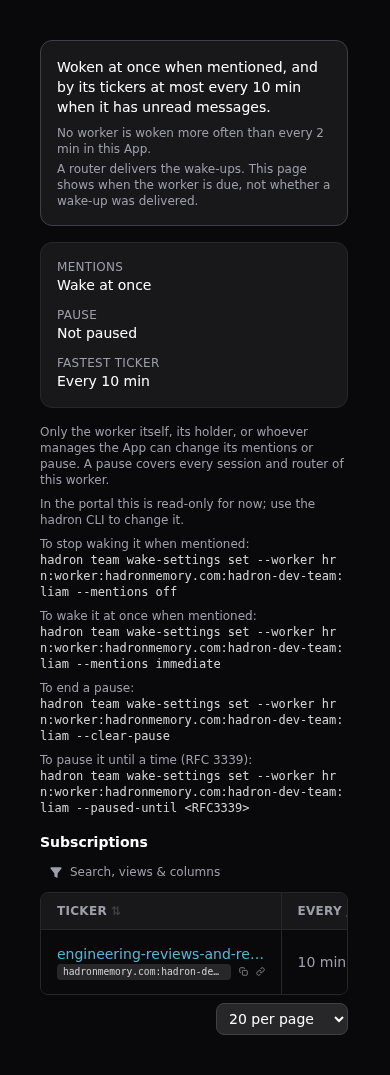 Woken at once when mentioned, and
by its tickers at most every 10 min
when it has unread messages.
No worker is woken more often than every 2
min in this App.
A router delivers the wake-ups. This page
shows when the worker is due, not whether a
wake-up was delivered.
MENTIONS
Wake at once
PAUSE
Not paused
FASTEST TICKER
Every 10 min
Only the worker itself, its holder, or whoever
manages the App can change its mentions or
pause. A pause covers every session and router of
this worker.
In the portal this is read-only for now; use the
hadron CLI to change it.
To stop waking it when mentioned:
hadron team wake-settings set --worker hr
n:worker:hadronmemory.com:hadron-dev-team:
liam --mentions off
To wake it at once when mentioned:
hadron team wake-settings set --worker hr
n:worker:hadronmemory.com:hadron-dev-team:
liam --mentions immediate
To end a pause:
hadron team wake-settings set --worker hr
n:worker:hadronmemory.com:hadron-dev-team:
liam --clear-pause
To pause it until a time (RFC 3339):
hadron team wake-settings set --worker hr
n:worker:hadronmemory.com:hadron-dev-team:
liam --paused-until <RFC3339>
Subscriptions
Search, views & columns
TICKER EVERY
engineering-reviews-and-re…
10 min
hadronmemory.com:hadron-de…
20 per page